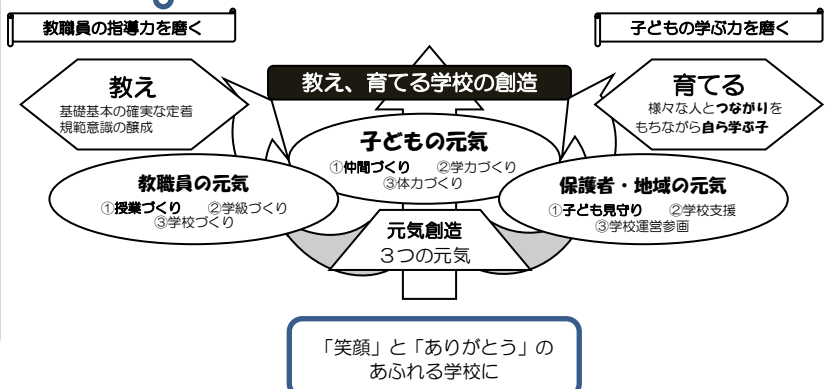 教職員の指導力を磨く
子どもの学ぶ力を磨く
教え、育てる学校の創造
教え
基礎基本の確実な定着
規範意識の醸成
育てる
様々な人とつながりを
もちながら自ら学ぶ子
子どもの元気
①仲間づくり ②学力づくり
③体力づくり
教職員の元気
①授業づくり ②学級づくり
③学校づくり
保護者・地域の元気
①子ども見守り ②学校支援
③学校運営参画
元気創造
３つの元気
「笑顔」と「ありがとう」の
あふれる学校に